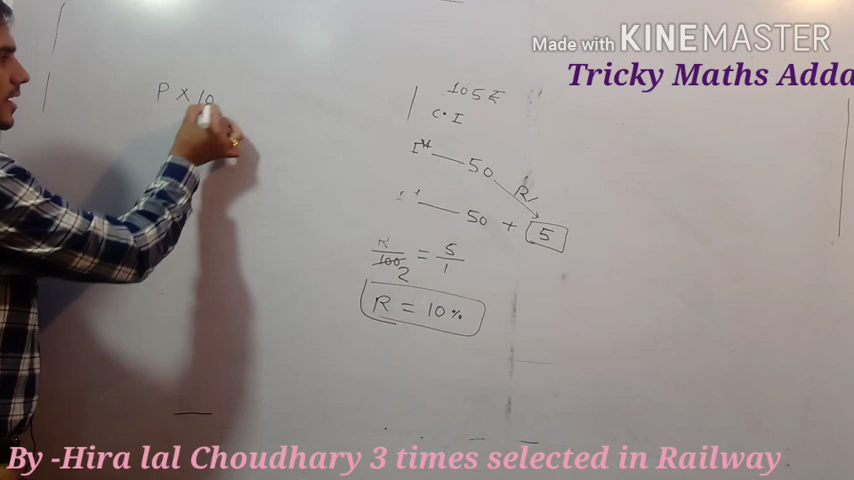 Made with KINEMASTER
Tricky Maths Adda
P × 10
105₹
C·I
Ist — 50
R/
50 + 5
R/100 = 5/1
2
R = 10%
By -Hira lal Choudhary 3 times selected in Railway